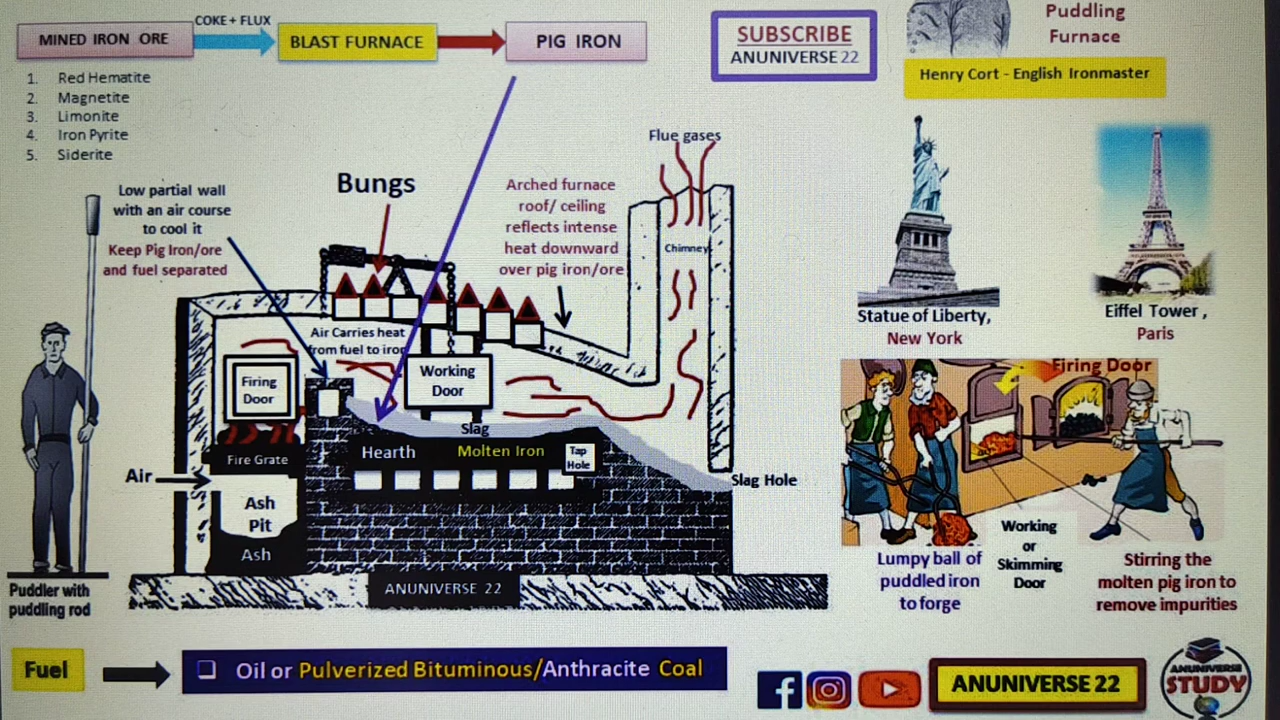 COKE + FLUX
MINED IRON ORE
BLAST FURNACE
PIG IRON
SUBSCRIBE
ANUNIVERSE 22
Puddling
Furnace
Henry Cort - English Ironmaster
1. Red Hematite
2. Magnetite
3. Limonite
4. Iron Pyrite
5. Siderite
Low partial wall
with an air course
to cool it
Keep Pig Iron/ore
and fuel separated
Bungs
Arched furnace
roof/ ceiling
reflects intense
heat downward
over pig iron/ore
Flue gases
Chimney
Air Carries heat
from fuel to iron
Firing
Door
Working
Door
Slag
Hearth
Molten Iron
Tap
Hole
Fire Grate
Air
Ash
Pit
Ash
Slag Hole
ANUNIVERSE 22
Puddler with
puddling rod
Statue of Liberty,
New York
Eiffel Tower ,
Paris
Firing Door
Lumpy ball of
puddled iron
to forge
Working
or
Skimming
Door
Stirring the
molten pig iron to
remove impurities
Fuel
Oil or Pulverized Bituminous/Anthracite Coal
ANUNIVERSE 22
ANUNIVERSE
STUDY